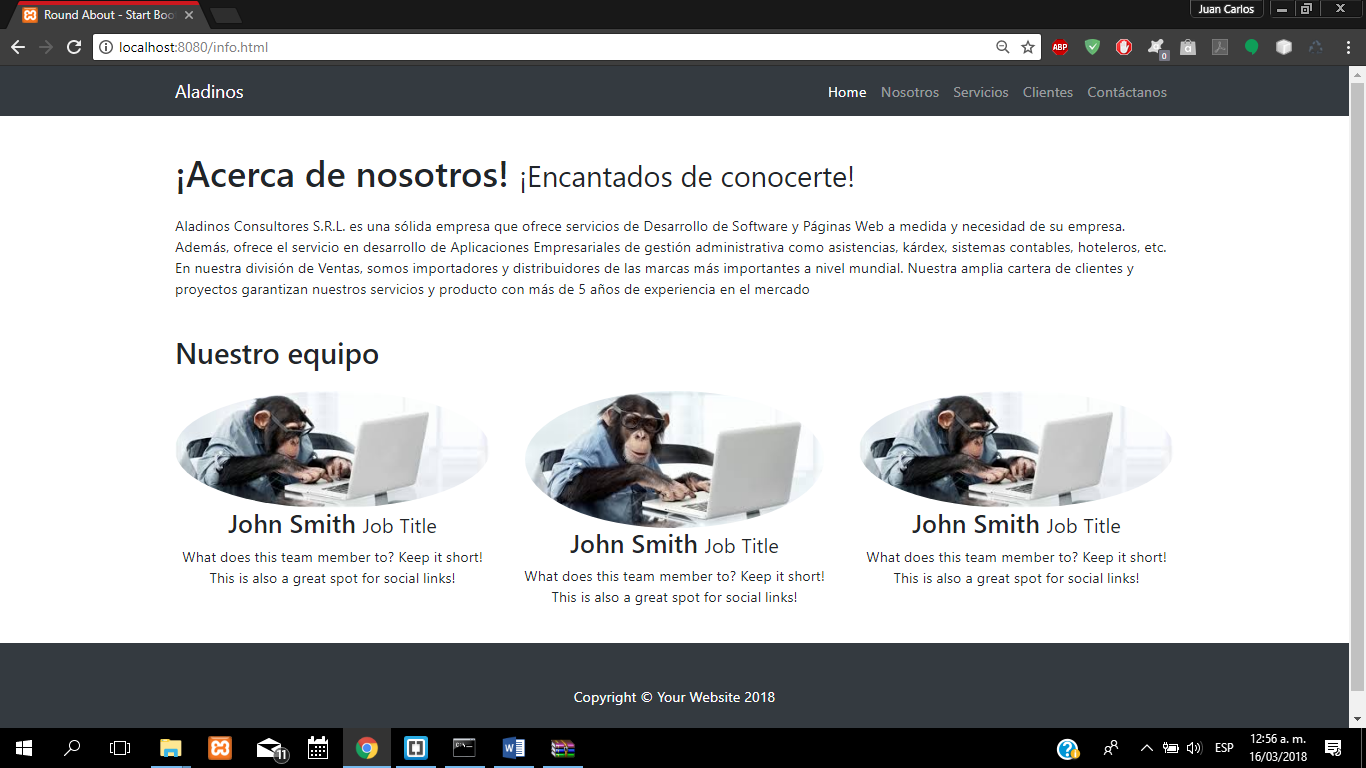 Round About - Start Boo
Juan Carlos
localhost:8080/info.html
ABP
0
Aladinos
Home Nosotros Servicios Clientes Contáctanos
¡Acerca de nosotros! ¡Encantados de conocerte!
Aladinos Consultores S.R.L. es una sólida empresa que ofrece servicios de Desarrollo de Software y Páginas Web a medida y necesidad de su empresa.
Además, ofrece el servicio en desarrollo de Aplicaciones Empresariales de gestión administrativa como asistencias, kárdex, sistemas contables, hoteleros, etc.
En nuestra división de Ventas, somos importadores y distribuidores de las marcas más importantes a nivel mundial. Nuestra amplia cartera de clientes y
proyectos garantizan nuestros servicios y producto con más de 5 años de experiencia en el mercado
Nuestro equipo
John Smith Job Title
What does this team member to? Keep it short!
This is also a great spot for social links!
John Smith Job Title
What does this team member to? Keep it short!
This is also a great spot for social links!
John Smith Job Title
What does this team member to? Keep it short!
This is also a great spot for social links!
Copyright © Your Website 2018
11
ESP
12:56 a. m.
16/03/2018